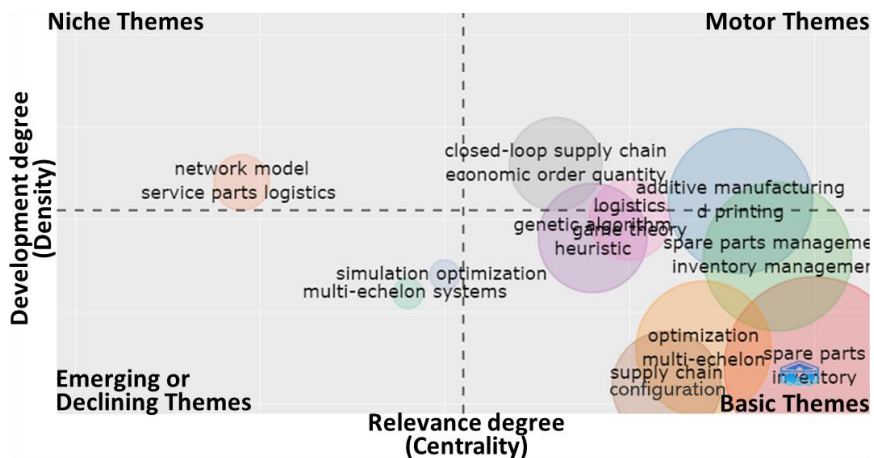 Niche Themes
Motor Themes
Development degree
(Density)
closed-loop supply chain
economic order quantity
network model
service parts logistics
additive manufacturing
d printing
logistics
game theory
genetic algorithm
heuristic
spare parts manageme
inventory managemen
simulation optimization
multi-echelon systems
optimization
multi-echelon
spare parts
inventory
supply chain
configuration
Emerging or
Declining Themes
Basic Themes
Relevance degree
(Centrality)